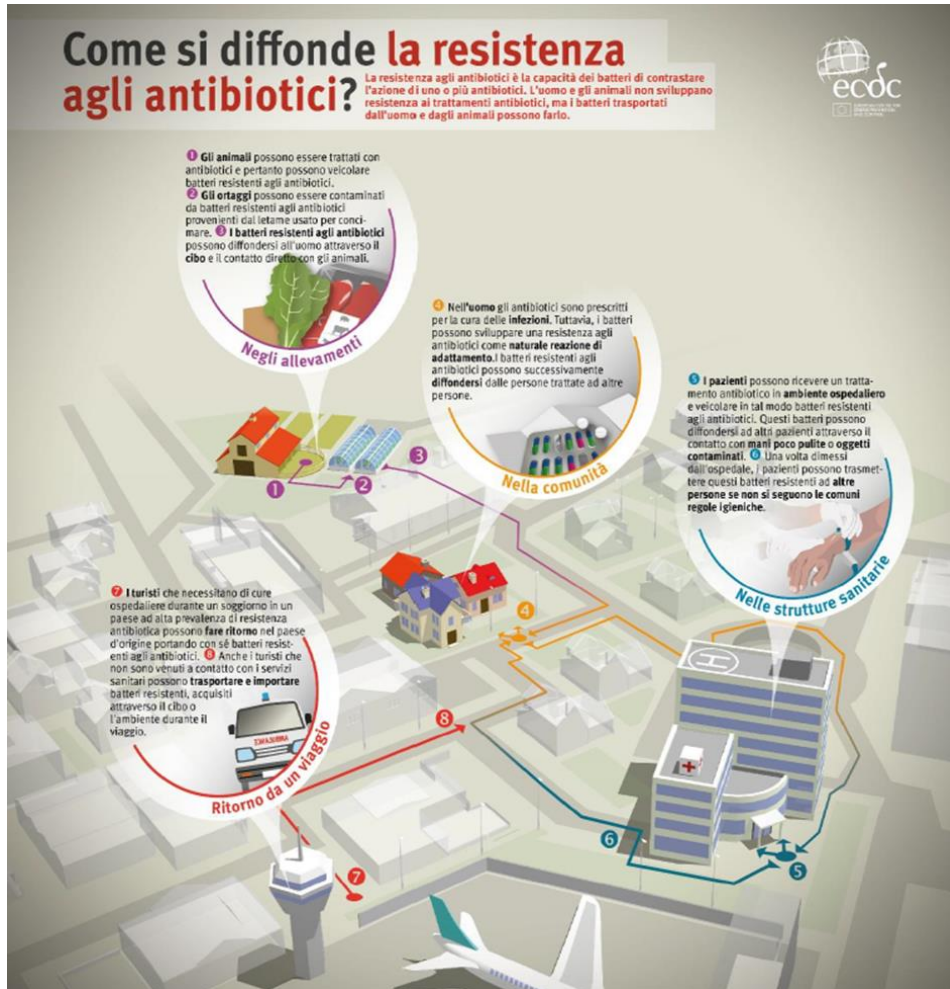 Come si diffonde la resistenza
agli antibiotici?
La resistenza agli antibiotici è la capacità dei batteri di contrastare
l'azione di uno o più antibiotici. L'uomo e gli animali non sviluppano
resistenza ai trattamenti antibiotici, ma i batteri trasportati
dall'uomo e dagli animali possono farlo.
ecdc
1 Gli animali possono essere trattati con
antibiotici e pertanto possono veicolare
batteri resistenti agli antibiotici.
2 Gli ortaggi possono essere contaminati
da batteri resistenti agli antibiotici
provenienti dal letame usato per conci-
mare. 3 I batteri resistenti agli antibiotici
possono diffondersi all'uomo attraverso il
cibo e il contatto diretto con gli animali.
Negli allevamenti
4 Nell'uomo gli antibiotici sono prescritti
per la cura delle infezioni. Tuttavia, i batteri
possono sviluppare una resistenza agli
antibiotici come naturale reazione di
adattamento.I batteri resistenti agli
antibiotici possono successivamente
diffondersi dalle persone trattate ad altre
persone.
Nella comunità
5 I pazienti possono ricevere un tratta-
mento antibiotico in ambiente ospedaliero
e veicolare in tal modo batteri resistenti
agli antibiotici. Questi batteri possono
diffondersi ad altri pazienti attraverso il
contatto con mani poco pulite o oggetti
contaminati. 6 Una volta dimessi
dall'ospedale, i pazienti possono trasmet-
tere questi batteri resistenti ad altre
persone se non si seguono le comuni
regole igieniche.
Nelle strutture sanitarie
7 I turisti che necessitano di cure
ospedaliere durante un soggiorno in un
paese ad alta prevalenza di resistenza
antibiotica possono fare ritorno nel paese
d'origine portando con sé batteri resist-
enti agli antibiotici. 8 Anche i turisti che
non sono venuti a contatto con i servizi
sanitari possono trasportare e importare
batteri resistenti, acquisiti
attraverso il cibo o
l'ambiente durante il
viaggio.
Ritorno da un viaggio
1
2
3
4
H
8
6
5
7